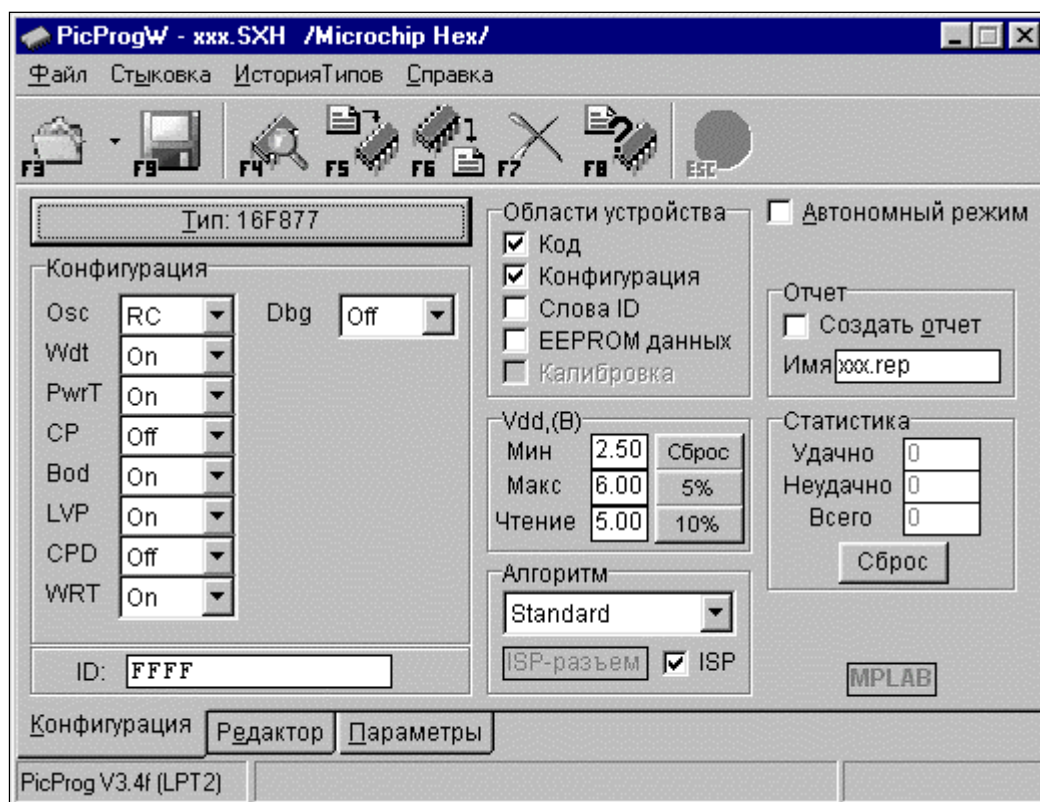 PicProgW - xxx.SXH /Microchip Hex/
Файл Стыковка ИсторияТипов Справка
F3 F9 F4 F5 F6 F7 F8 ESC
Тип: 16F877
Конфигурация
Osc RC Dbg Off
Wdt On
PwrT On
CP Off
Bod On
LVP On
CPD Off
WRT On
ID: FFFF
Области устройства
Код
Конфигурация
Слова ID
EEPROM данных
Калибровка
Vdd,(В)
Мин 2.50 Сброс
Макс 6.00 5%
Чтение 5.00 10%
Алгоритм
Standard
ISP-разъем ISP
Автономный режим
Отчет
Создать отчет
Имя xxx.rep
Статистика
Удачно 0
Неудачно 0
Всего 0
Сброс
MPLAB
Конфигурация Редактор Параметры
PicProg V3.4f (LPT2)